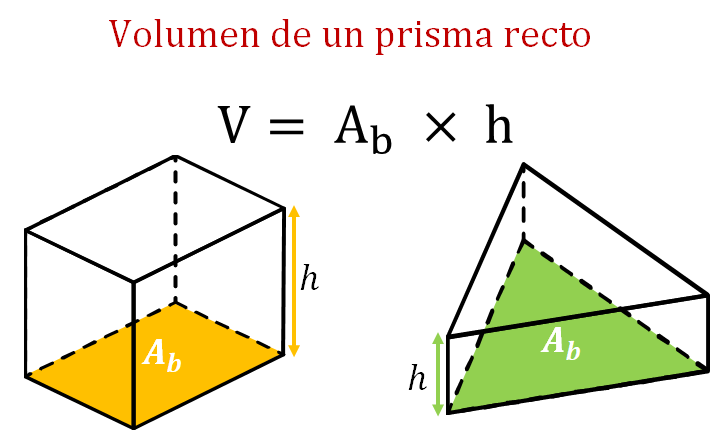 Volumen de un prisma recto
V = A_b × h
h
A_b
h
A_b